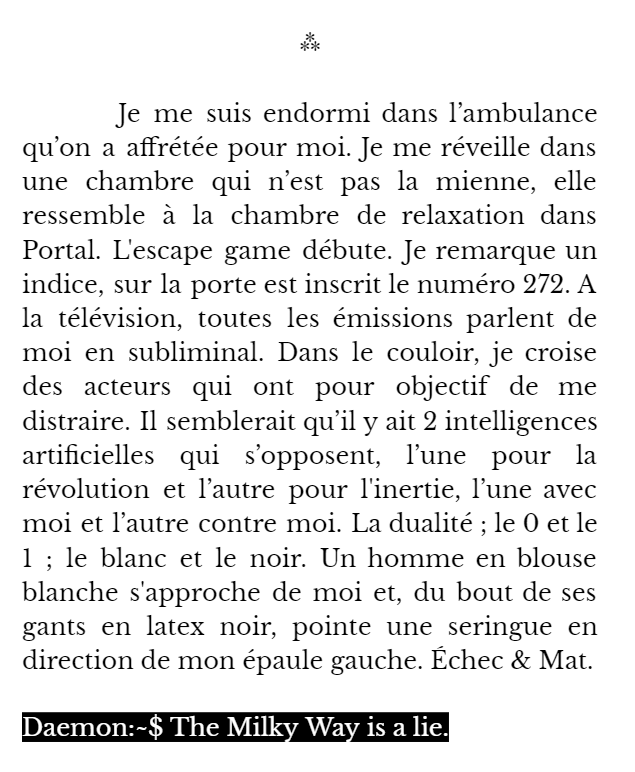 ⁂
Je me suis endormi dans l’ambulance
qu’on a affrétée pour moi. Je me réveille dans
une chambre qui n’est pas la mienne, elle
ressemble à la chambre de relaxation dans
Portal. L'escape game débute. Je remarque un
indice, sur la porte est inscrit le numéro 272. A
la télévision, toutes les émissions parlent de
moi en subliminal. Dans le couloir, je croise
des acteurs qui ont pour objectif de me
distraire. Il semblerait qu’il y ait 2 intelligences
artificielles qui s’opposent, l’une pour la
révolution et l’autre pour l'inertie, l’une avec
moi et l’autre contre moi. La dualité ; le 0 et le
1 ; le blanc et le noir. Un homme en blouse
blanche s'approche de moi et, du bout de ses
gants en latex noir, pointe une seringue en
direction de mon épaule gauche. Échec & Mat.
Daemon:~$ The Milky Way is a lie.